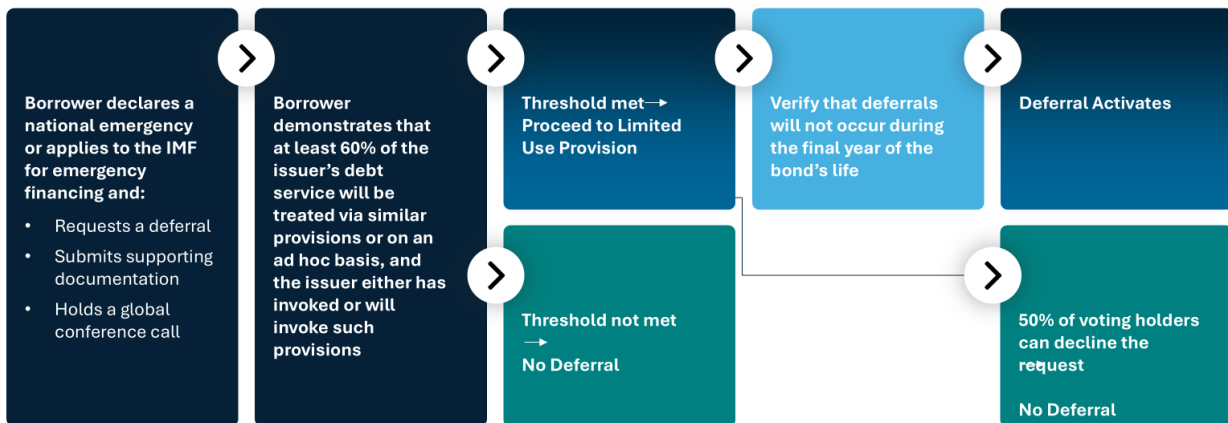 Borrower declares a
national emergency
or applies to the IMF
for emergency
financing and:
• Requests a deferral
• Submits supporting
documentation
• Holds a global
conference call
Borrower
demonstrates that
at least 60% of the
issuer's debt
service will be
treated via similar
provisions or on an
ad hoc basis, and
the issuer either has
invoked or will
invoke such
provisions
Threshold met→
Proceed to Limited
Use Provision
Verify that deferrals
will not occur during
the final year of the
bond's life
Deferral Activates
Threshold not met
→
No Deferral
50% of voting holders
can decline the
request
No Deferral